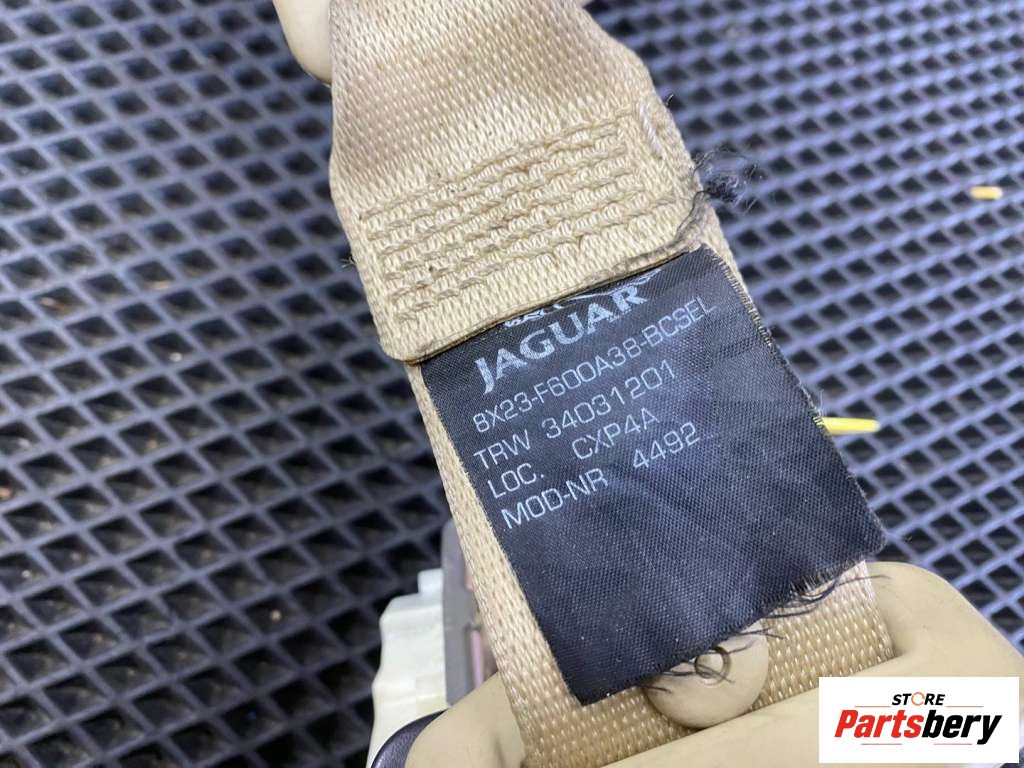 JAGUAR
8X23-F600A38-BCSEL
TRW 34031201
LOC. CXP4A
MOD-NR 4492
STORE
Partsbery